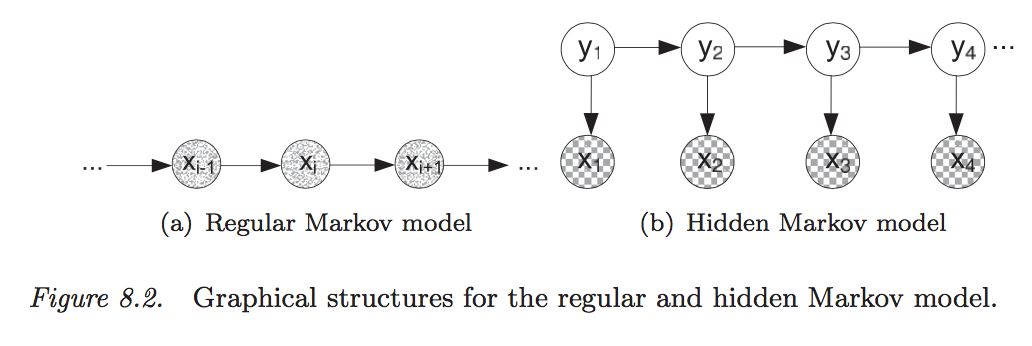 ... x_{i-1} x_i x_{i+1} ...
(a) Regular Markov model
y_1 y_2 y_3 y_4 ...
x_1 x_2 x_3 x_4
(b) Hidden Markov model
Figure 8.2. Graphical structures for the regular and hidden Markov model.